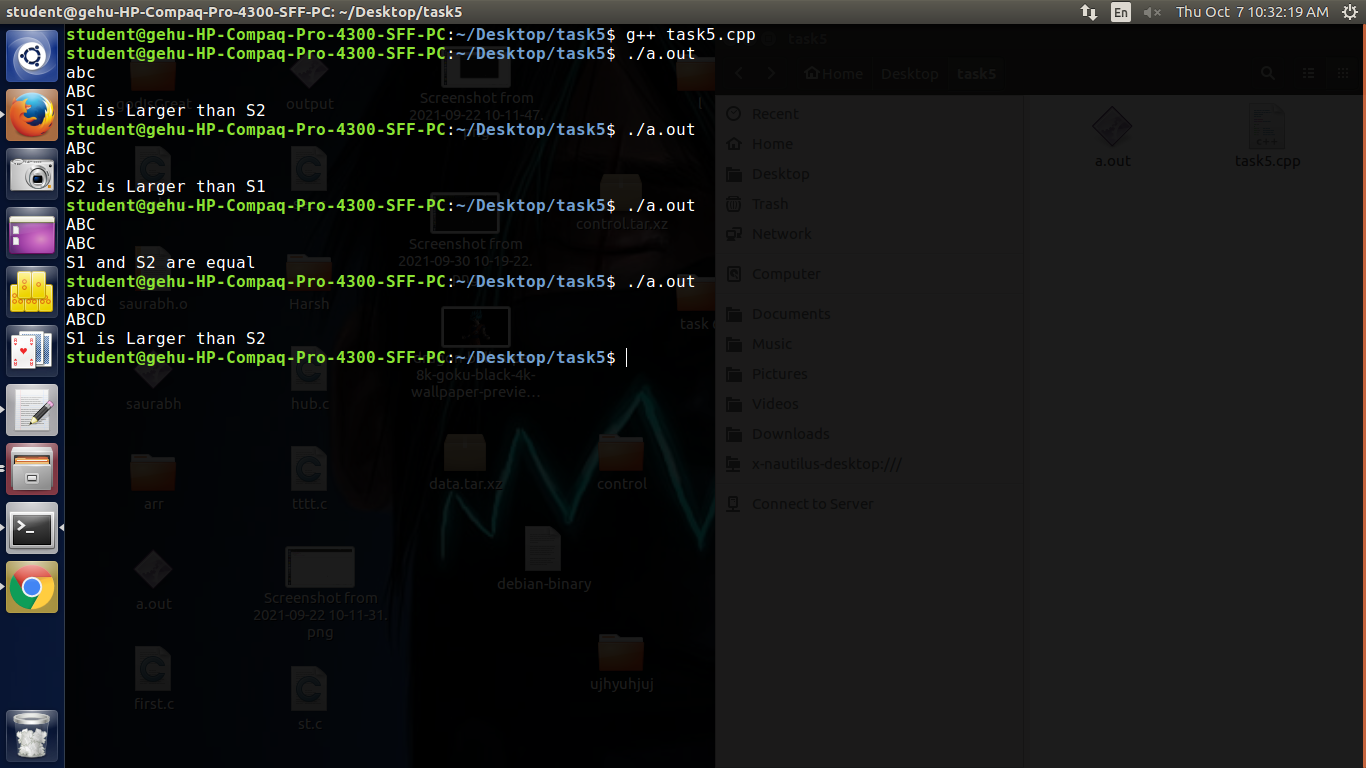 student@gehu-HP-Compaq-Pro-4300-SFF-PC: ~/Desktop/task5
En
Thu Oct 7 10:32:19 AM
student@gehu-HP-Compaq-Pro-4300-SFF-PC:~/Desktop/task5$ g++ task5.cpp
student@gehu-HP-Compaq-Pro-4300-SFF-PC:~/Desktop/task5$ ./a.out
abc
ABC
S1 is Larger than S2
student@gehu-HP-Compaq-Pro-4300-SFF-PC:~/Desktop/task5$ ./a.out
ABC
abc
S2 is Larger than S1
student@gehu-HP-Compaq-Pro-4300-SFF-PC:~/Desktop/task5$ ./a.out
ABC
ABC
S1 and S2 are equal
student@gehu-HP-Compaq-Pro-4300-SFF-PC:~/Desktop/task5$ ./a.out
abcd
ABCD
S1 is Larger than S2
student@gehu-HP-Compaq-Pro-4300-SFF-PC:~/Desktop/task5$
output
Screenshot from
2021-09-22 10-11-47.
control.tar.xz
Screenshot from
2021-09-30 10-19-22.
saurabh.o
Harsh
saurabh
hub.c
8k-goku-black-4k-
wallpaper-previe...
arr
tttt.c
data.tar.xz
control
a.out
Screenshot from
2021-09-22 10-11-31.
png
debian-binary
first.c
st.c
ujhyuhjuj
task5
Home
Desktop
task5
Recent
Home
Desktop
Trash
Network
Computer
Documents
Music
Pictures
Videos
Downloads
x-nautilus-desktop:///
Connect to Server
a.out
task5.cpp